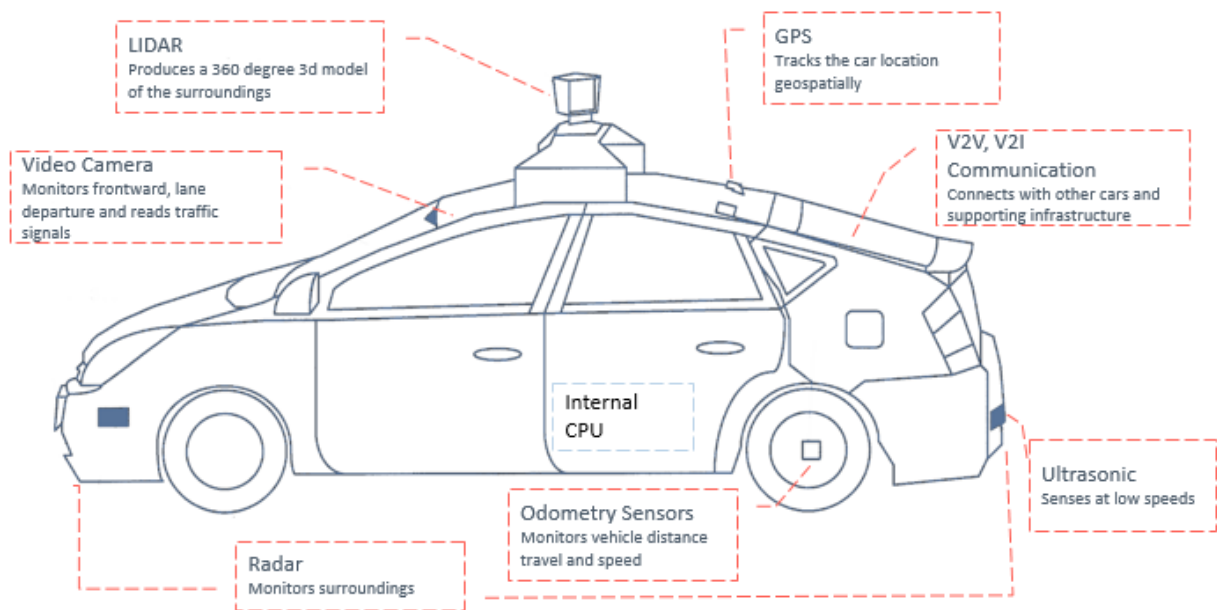 LIDAR
Produces a 360 degree 3d model
of the surroundings
GPS
Tracks the car location
geospatially
Video Camera
Monitors frontward, lane
departure and reads traffic
signals
V2V, V2I
Communication
Connects with other cars and
supporting infrastructure
Internal
CPU
Ultrasonic
Senses at low speeds
Odometry Sensors
Monitors vehicle distance
travel and speed
Radar
Monitors surroundings